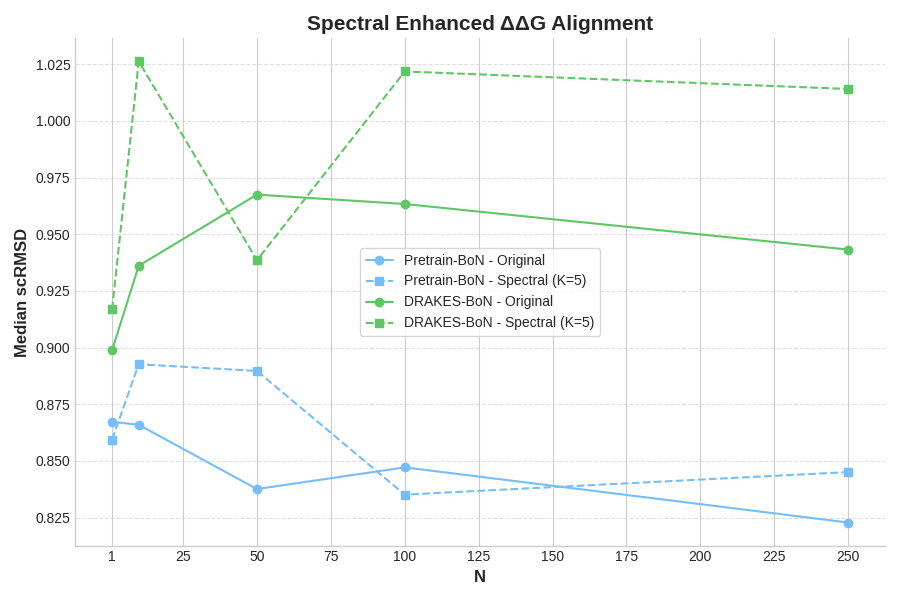 Spectral Enhanced ΔΔG Alignment
Median scRMSD
1.025
1.000
0.975
0.950
0.925
0.900
0.875
0.850
0.825
Pretrain-BoN - Original
Pretrain-BoN - Spectral (K=5)
DRAKES-BoN - Original
DRAKES-BoN - Spectral (K=5)
1 25 50 75 100 125 150 175 200 225 250
N